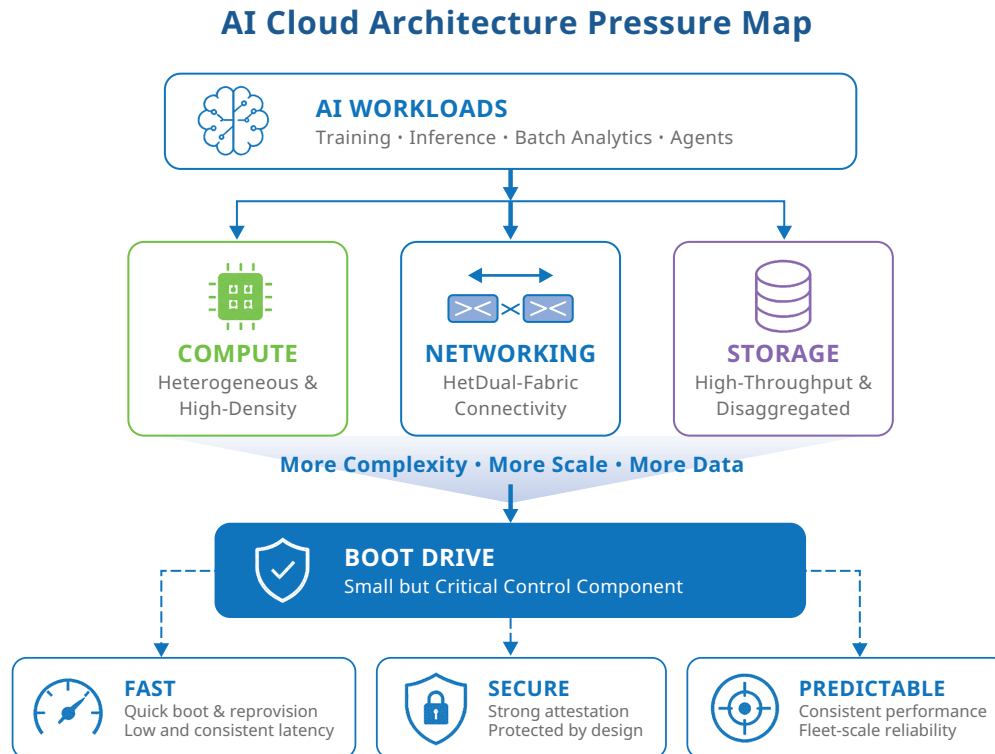 AI Cloud Architecture Pressure Map
AI WORKLOADS
Training · Inference · Batch Analytics · Agents
COMPUTE
Heterogeneous &
High-Density
NETWORKING
HetDual-Fabric
Connectivity
STORAGE
High-Throughput &
Disaggregated
More Complexity · More Scale · More Data
BOOT DRIVE
Small but Critical Control Component
FAST
Quick boot & reprovision
Low and consistent latency
SECURE
Strong attestation
Protected by design
PREDICTABLE
Consistent performance
Fleet-scale reliability